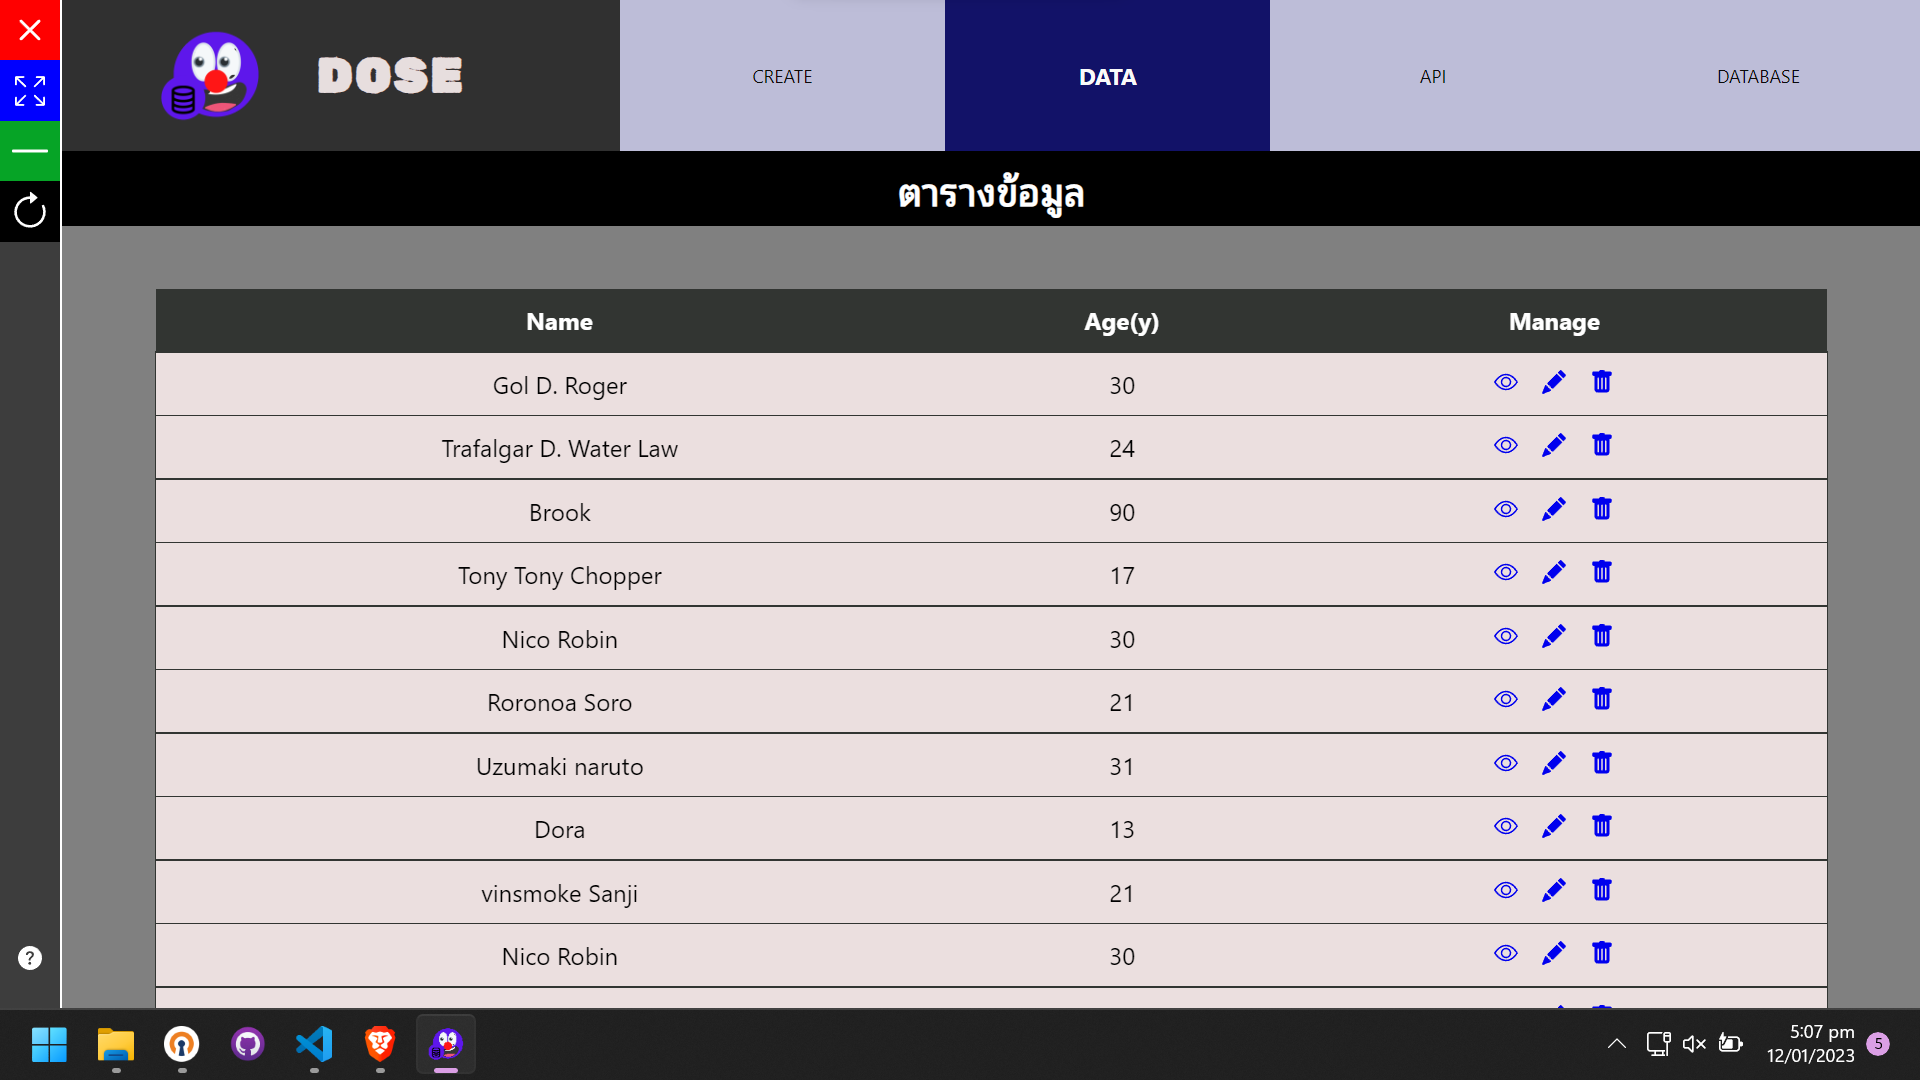 DOSE
CREATE
DATA
API
DATABASE
ตารางข้อมูล
Name Age(y) Manage
Gol D. Roger 30
Trafalgar D. Water Law 24
Brook 90
Tony Tony Chopper 17
Nico Robin 30
Roronoa Soro 21
Uzumaki naruto 31
Dora 13
vinsmoke Sanji 21
Nico Robin 30
?
5:07 pm
12/01/2023
5